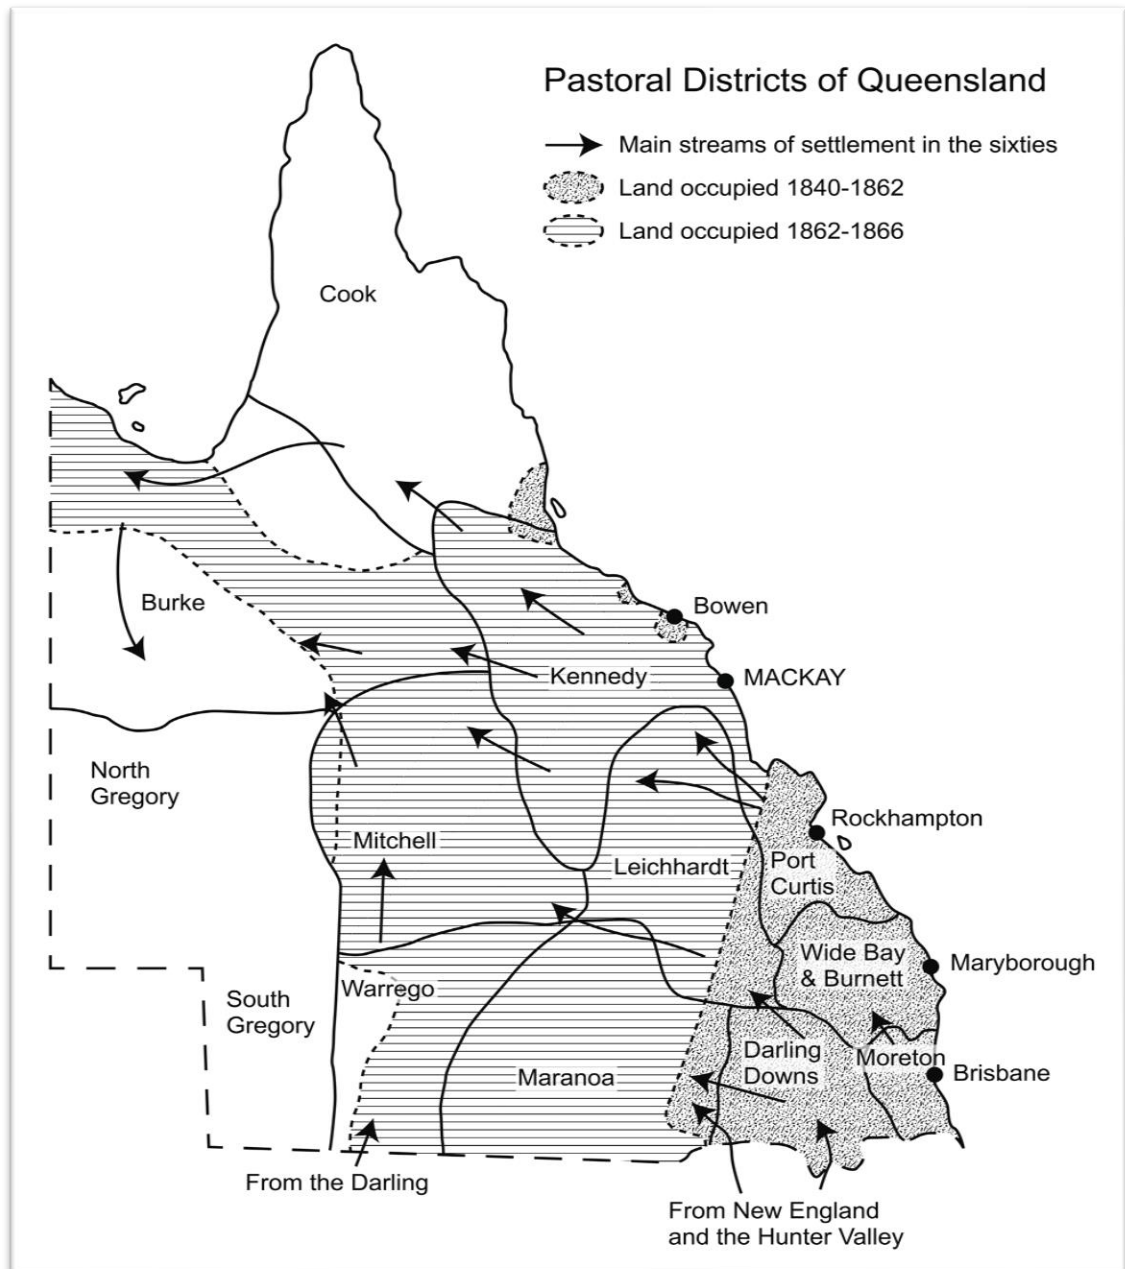 Pastoral Districts of Queensland
Main streams of settlement in the sixties
Land occupied 1840-1862
Land occupied 1862-1866
Cook
Burke
Bowen
Kennedy
MACKAY
North
Gregory
Rockhampton
Mitchell
Leichhardt
Port
Curtis
Wide Bay
& Burnett
Maryborough
Warrego
South
Gregory
Darling
Downs
Moreton
Brisbane
Maranoa
From the Darling
From New England
and the Hunter Valley